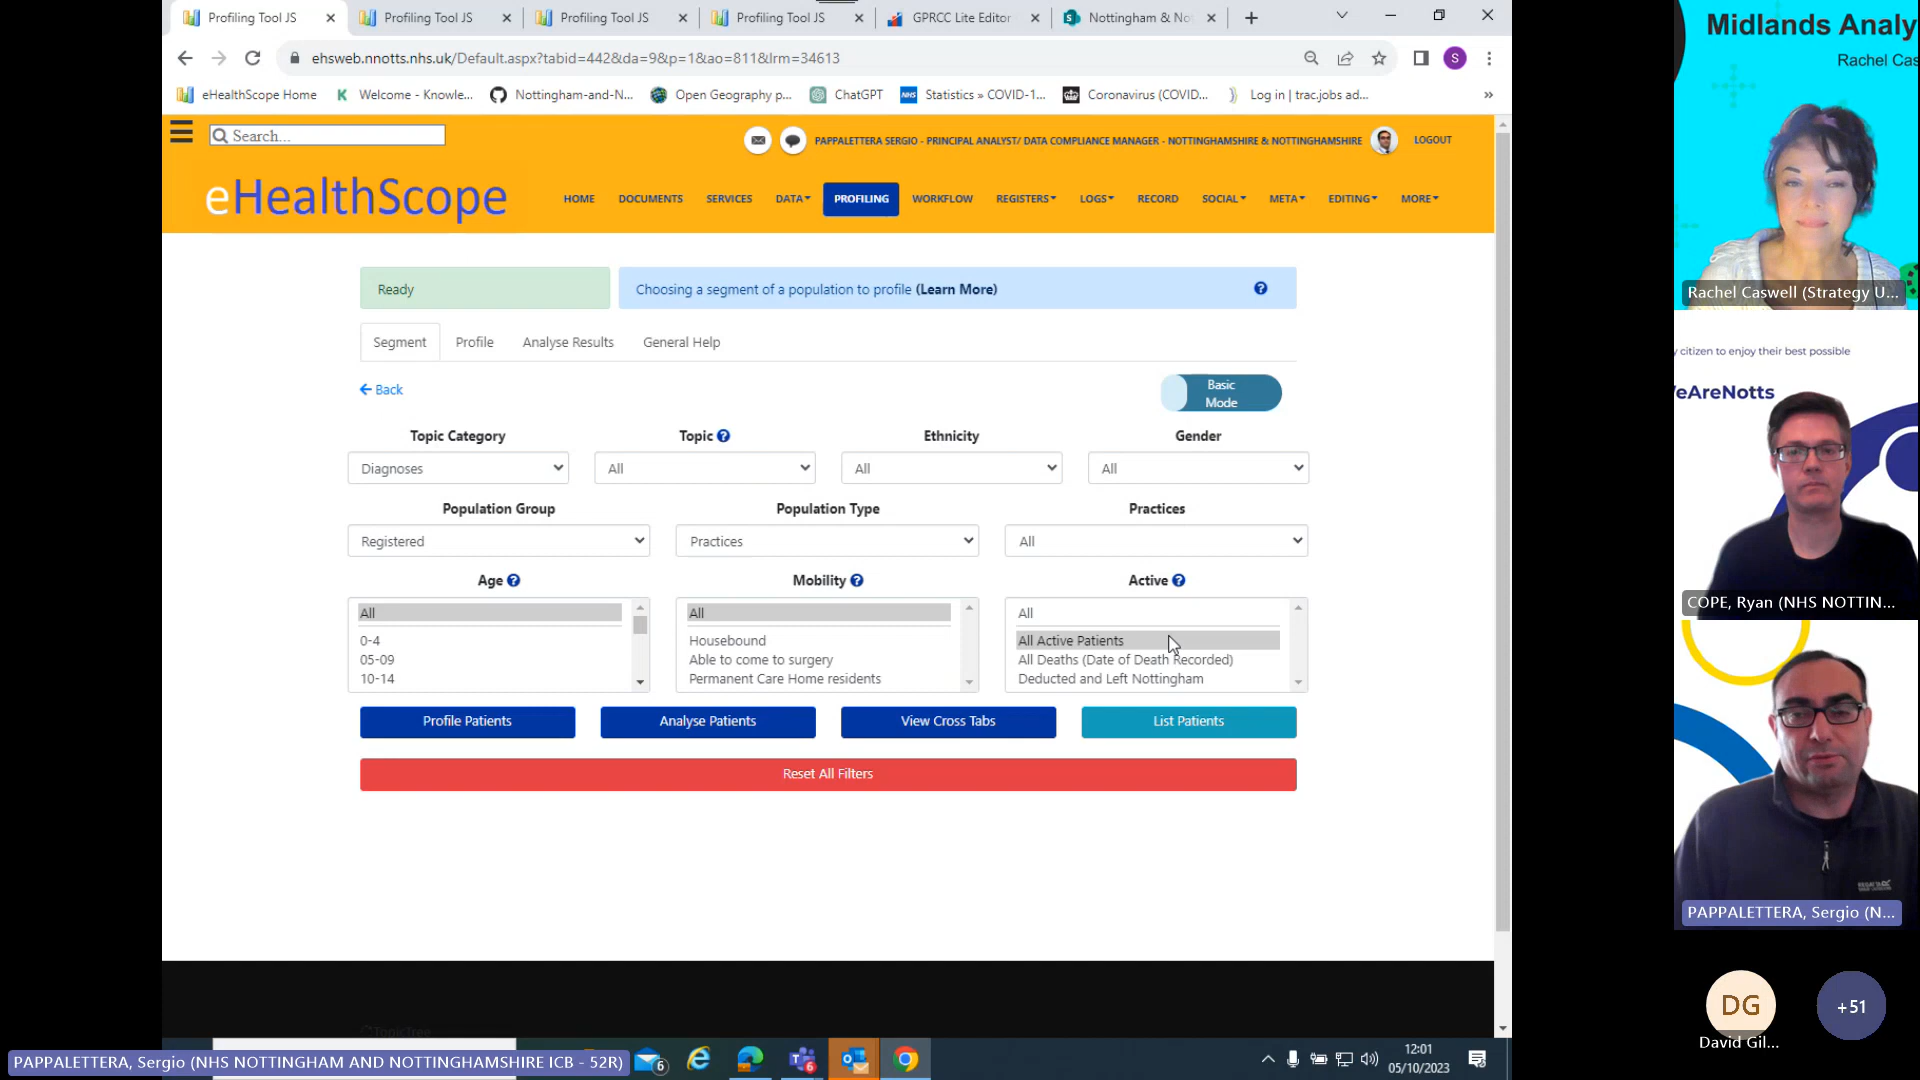 Profiling Tool JS
Profiling Tool JS
Profiling Tool JS
Profiling Tool JS
GPRCC Lite Editor
Nottingham & No
ehsweb.nnotts.nhs.uk/Default.aspx?tabid=442&da=9&p=1&ao=811&lrm=34613
S
eHealthScope Home
K Welcome - Knowle...
Nottingham-and-N...
Open Geography p...
ChatGPT
NHS Statistics » COVID-1...
Coronavirus (COVID...
Log in | trac.jobs ad...
»
Search...
PAPPALETTERA SERGIO - PRINCIPAL ANALYST/ DATA COMPLIANCE MANAGER - NOTTINGHAMSHIRE & NOTTINGHAMSHIRE
LOGOUT
eHealthScope
HOME DOCUMENTS SERVICES DATA PROFILING WORKFLOW REGISTERS LOGS RECORD SOCIAL META EDITING MORE
Ready
Choosing a segment of a population to profile (Learn More)
Segment Profile Analyse Results General Help
Back
Basic
Mode
Topic Category Topic Ethnicity Gender
Diagnoses All All All
Population Group Population Type Practices
Registered Practices All
Age Mobility Active
All All All
0-4 Housebound All Active Patients
05-09 Able to come to surgery All Deaths (Date of Death Recorded)
10-14 Permanent Care Home residents Deducted and Left Nottingham
Profile Patients Analyse Patients View Cross Tabs List Patients
Reset All Filters
TopicTree
PAPPALETTERA, Sergio (NHS NOTTINGHAM AND NOTTINGHAMSHIRE ICB - 52R)
6
6
12:01
05/10/2023
Midlands Analy
Rachel Cas
Rachel Caswell (Strategy U...
citizen to enjoy their best possible
eAreNotts
COPE, Ryan (NHS NOTTIN...
PAPPALETTERA, Sergio (N...
DG
+51
David Gil...